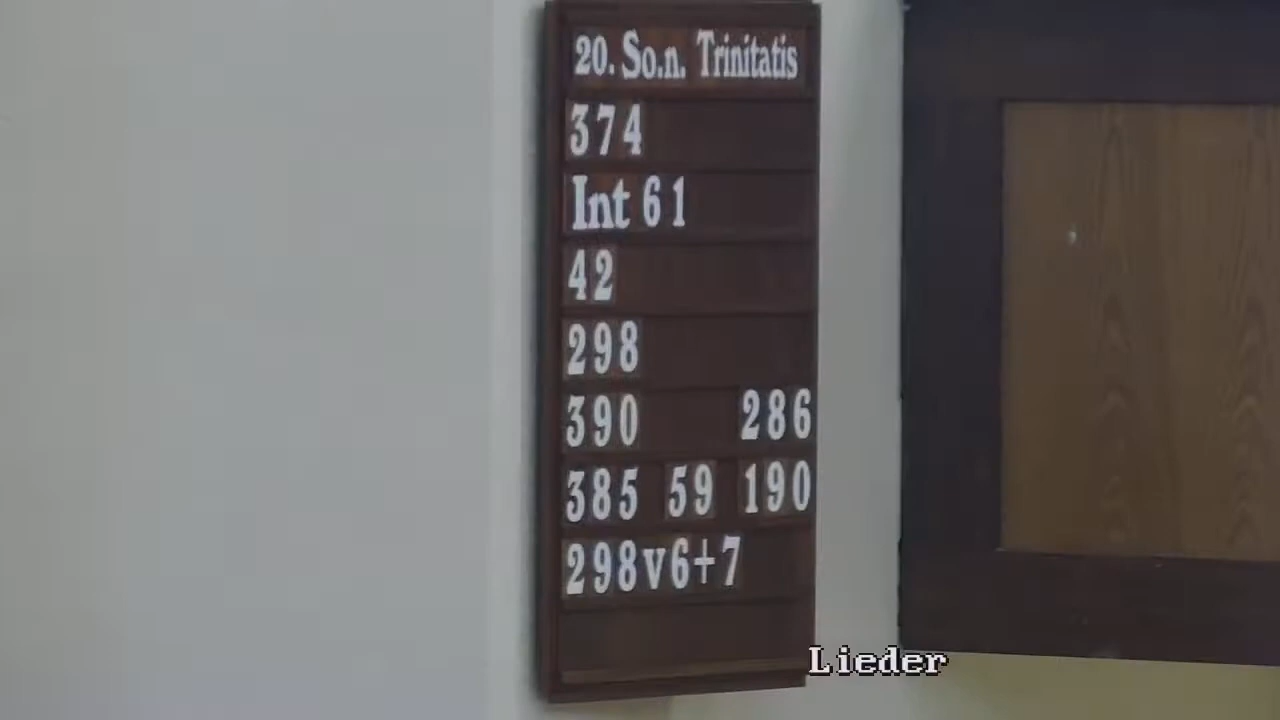 20. So.n. Trinitatis
374
Int 61
42
298
390 286
385 59 190
298v6+7
Lieder